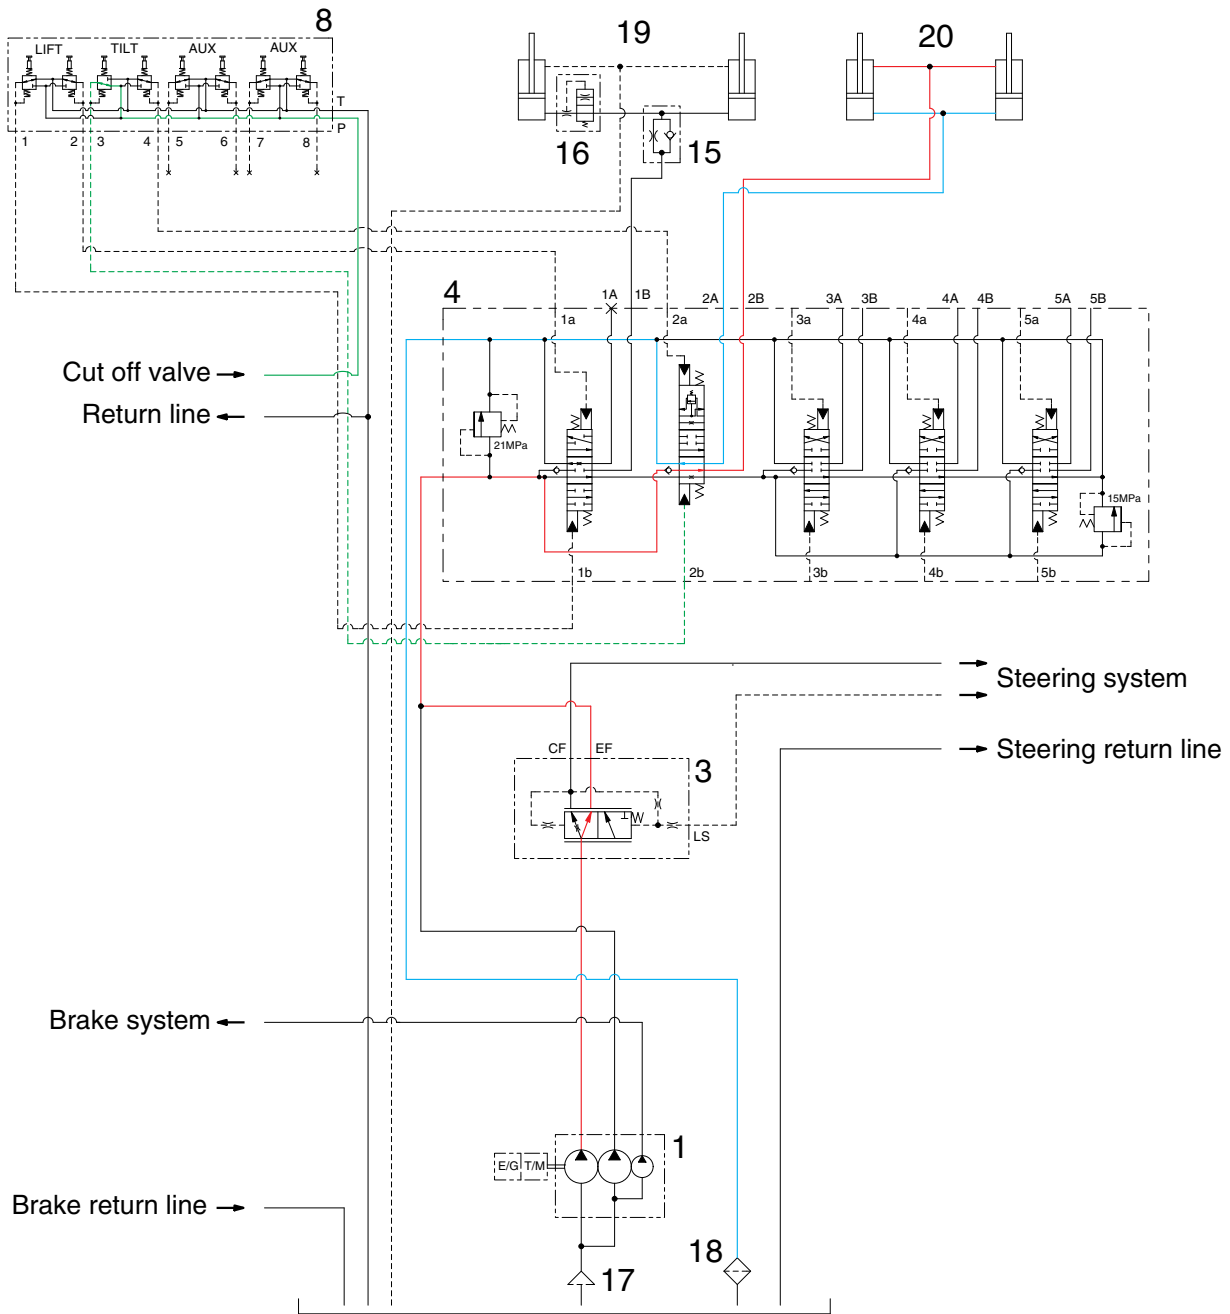 8
19
20
LIFT TILT AUX AUX
T
P
1 2 3 4 5 6 7 8
16
15
4
1A 1B 2A 2B 3A 3B 4A 4B 5A 5B
1a 2a 3a 4a 5a
Cut off valve
Return line
21MPa
15MPa
1b 2b 3b 4b 5b
Steering system
CF EF
Steering return line
3
LS
Brake system
1
E/G T/M
Brake return line
18
17